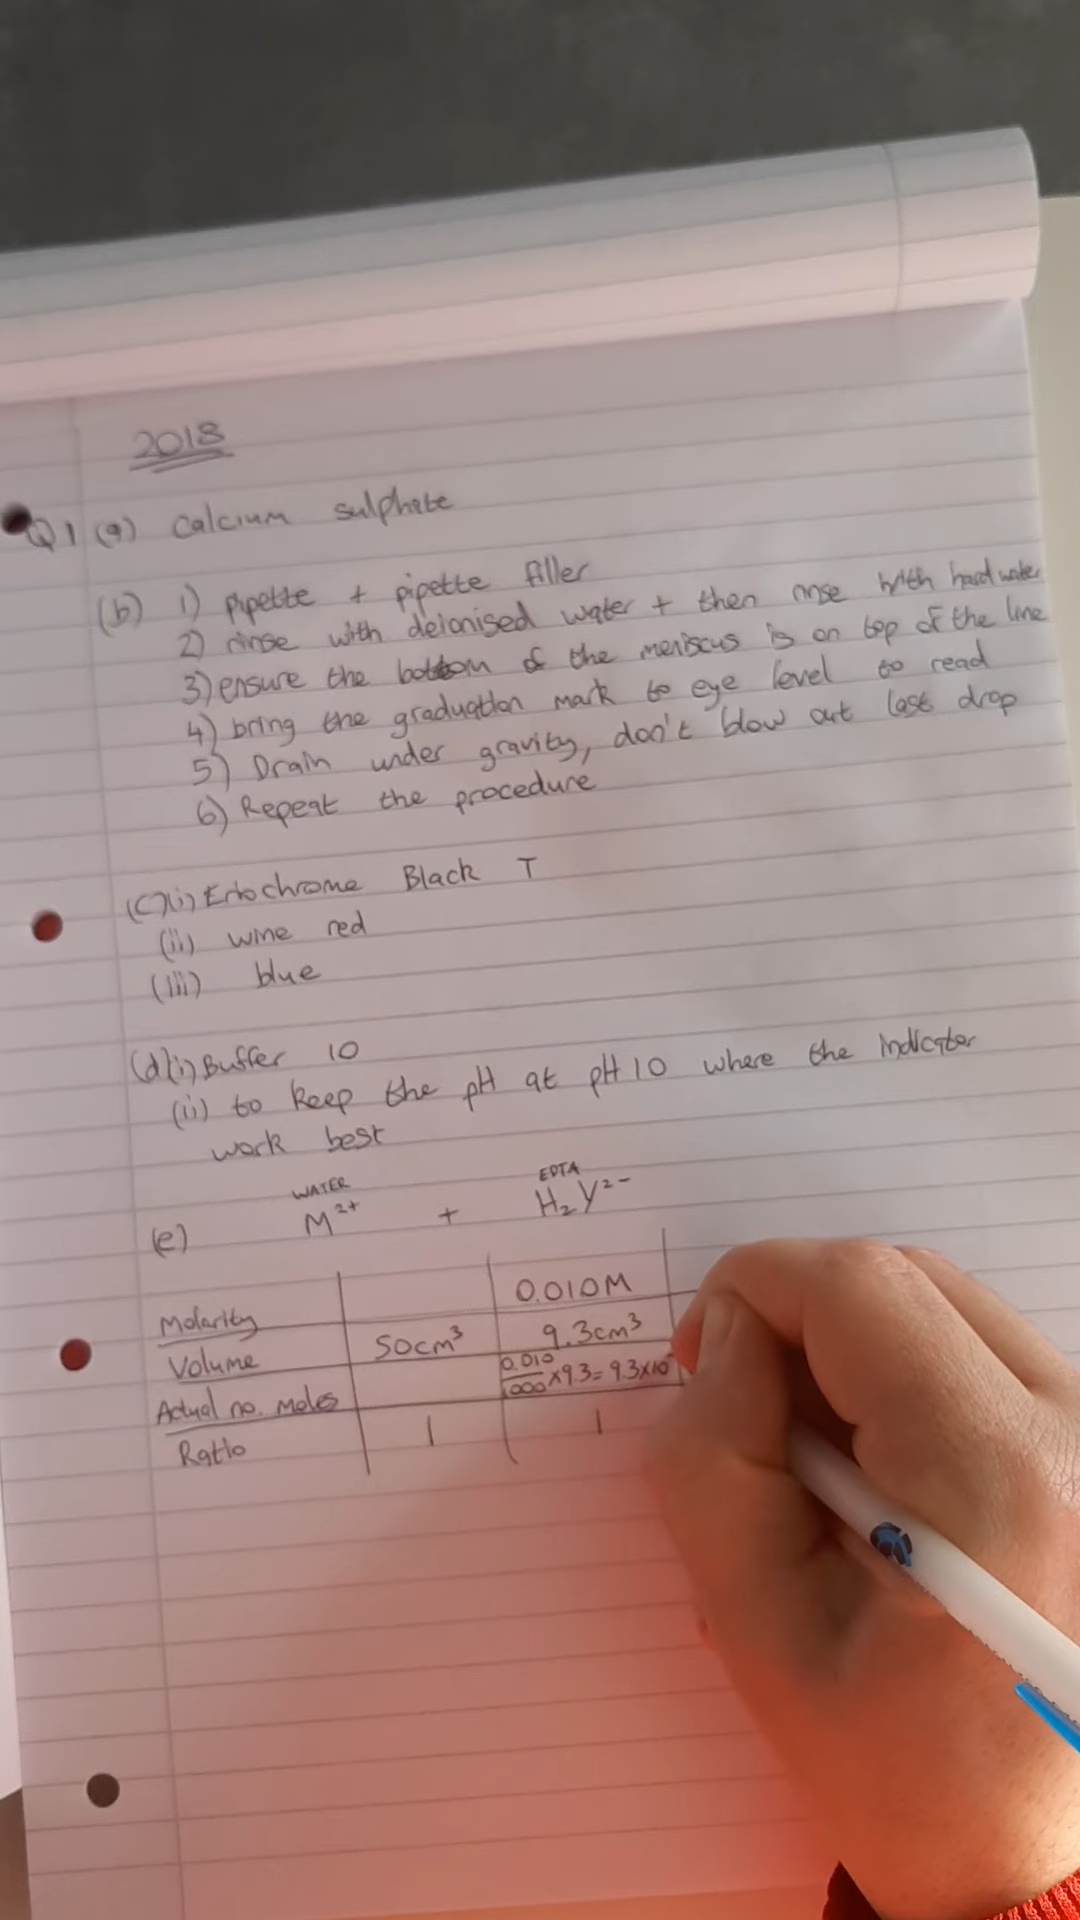 2018
Q1 (a) Calcium sulphate
(b) 1) pipette + pipette filler
2) rinse with deionised water + then rinse with hard water
3) ensure the bottom of the meniscus is on top of the line
4) bring the graduation mark to eye level to read
5) Drain under gravity, don't blow out last drop
6) Repeat the procedure
(c)(i) Eriochrome Black T
(ii) wine red
(iii) blue
(d)(i) Buffer 10
(ii) to keep the pH at pH 10 where the indicator
work best
WATER EDTA
(e) M²⁺ + H₂Y²⁻
Molarity 0.010M
Volume 50cm³ 9.3cm³
Actual no. Moles 0.010/1000 × 9.3 = 9.3×10⁻
Ratio 1 1